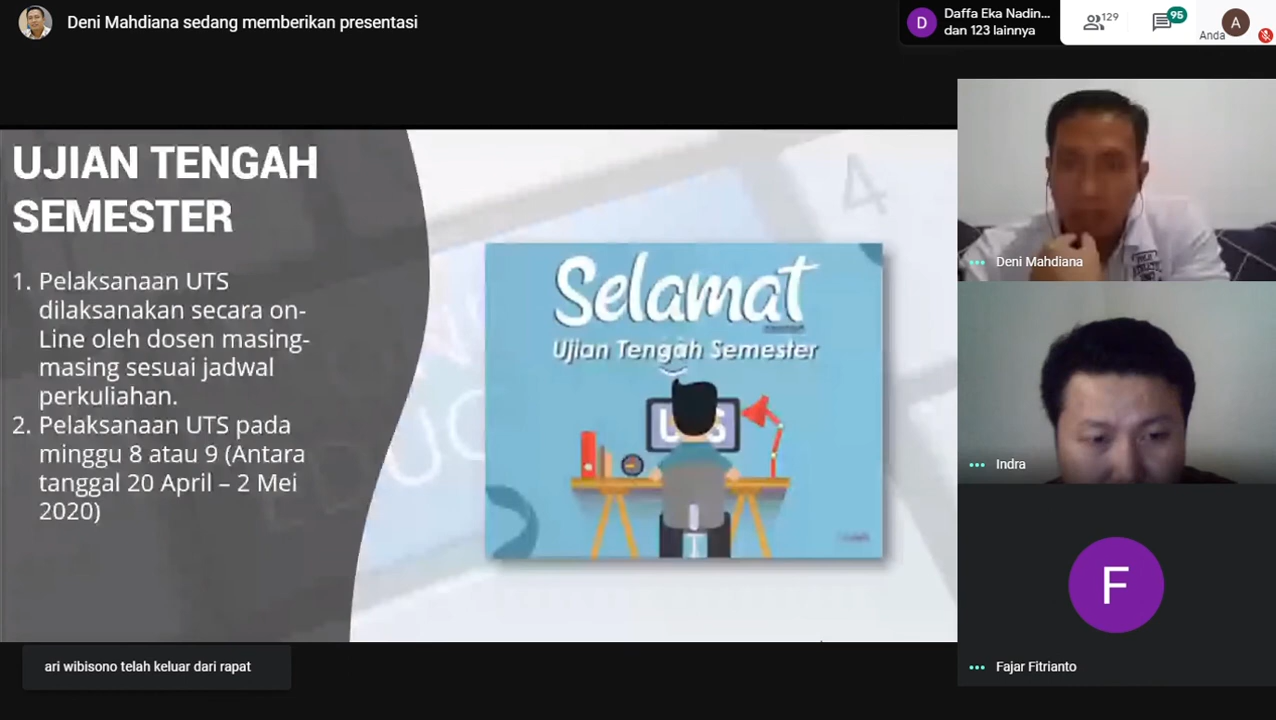 Deni Mahdiana sedang memberikan presentasi
D
Daffa Eka Nadin...
dan 123 lainnya
129
95
A
Anda
UJIAN TENGAH
SEMESTER
1. Pelaksanaan UTS
dilaksanakan secara on-
Line oleh dosen masing-
masing sesuai jadwal
perkuliahan.
2. Pelaksanaan UTS pada
minggu 8 atau 9 (Antara
tanggal 20 April – 2 Mei
2020)
4
Selamat
Ujian Tengah Semester
UTS
Deni Mahdiana
Indra
F
Fajar Fitrianto
ari wibisono telah keluar dari rapat